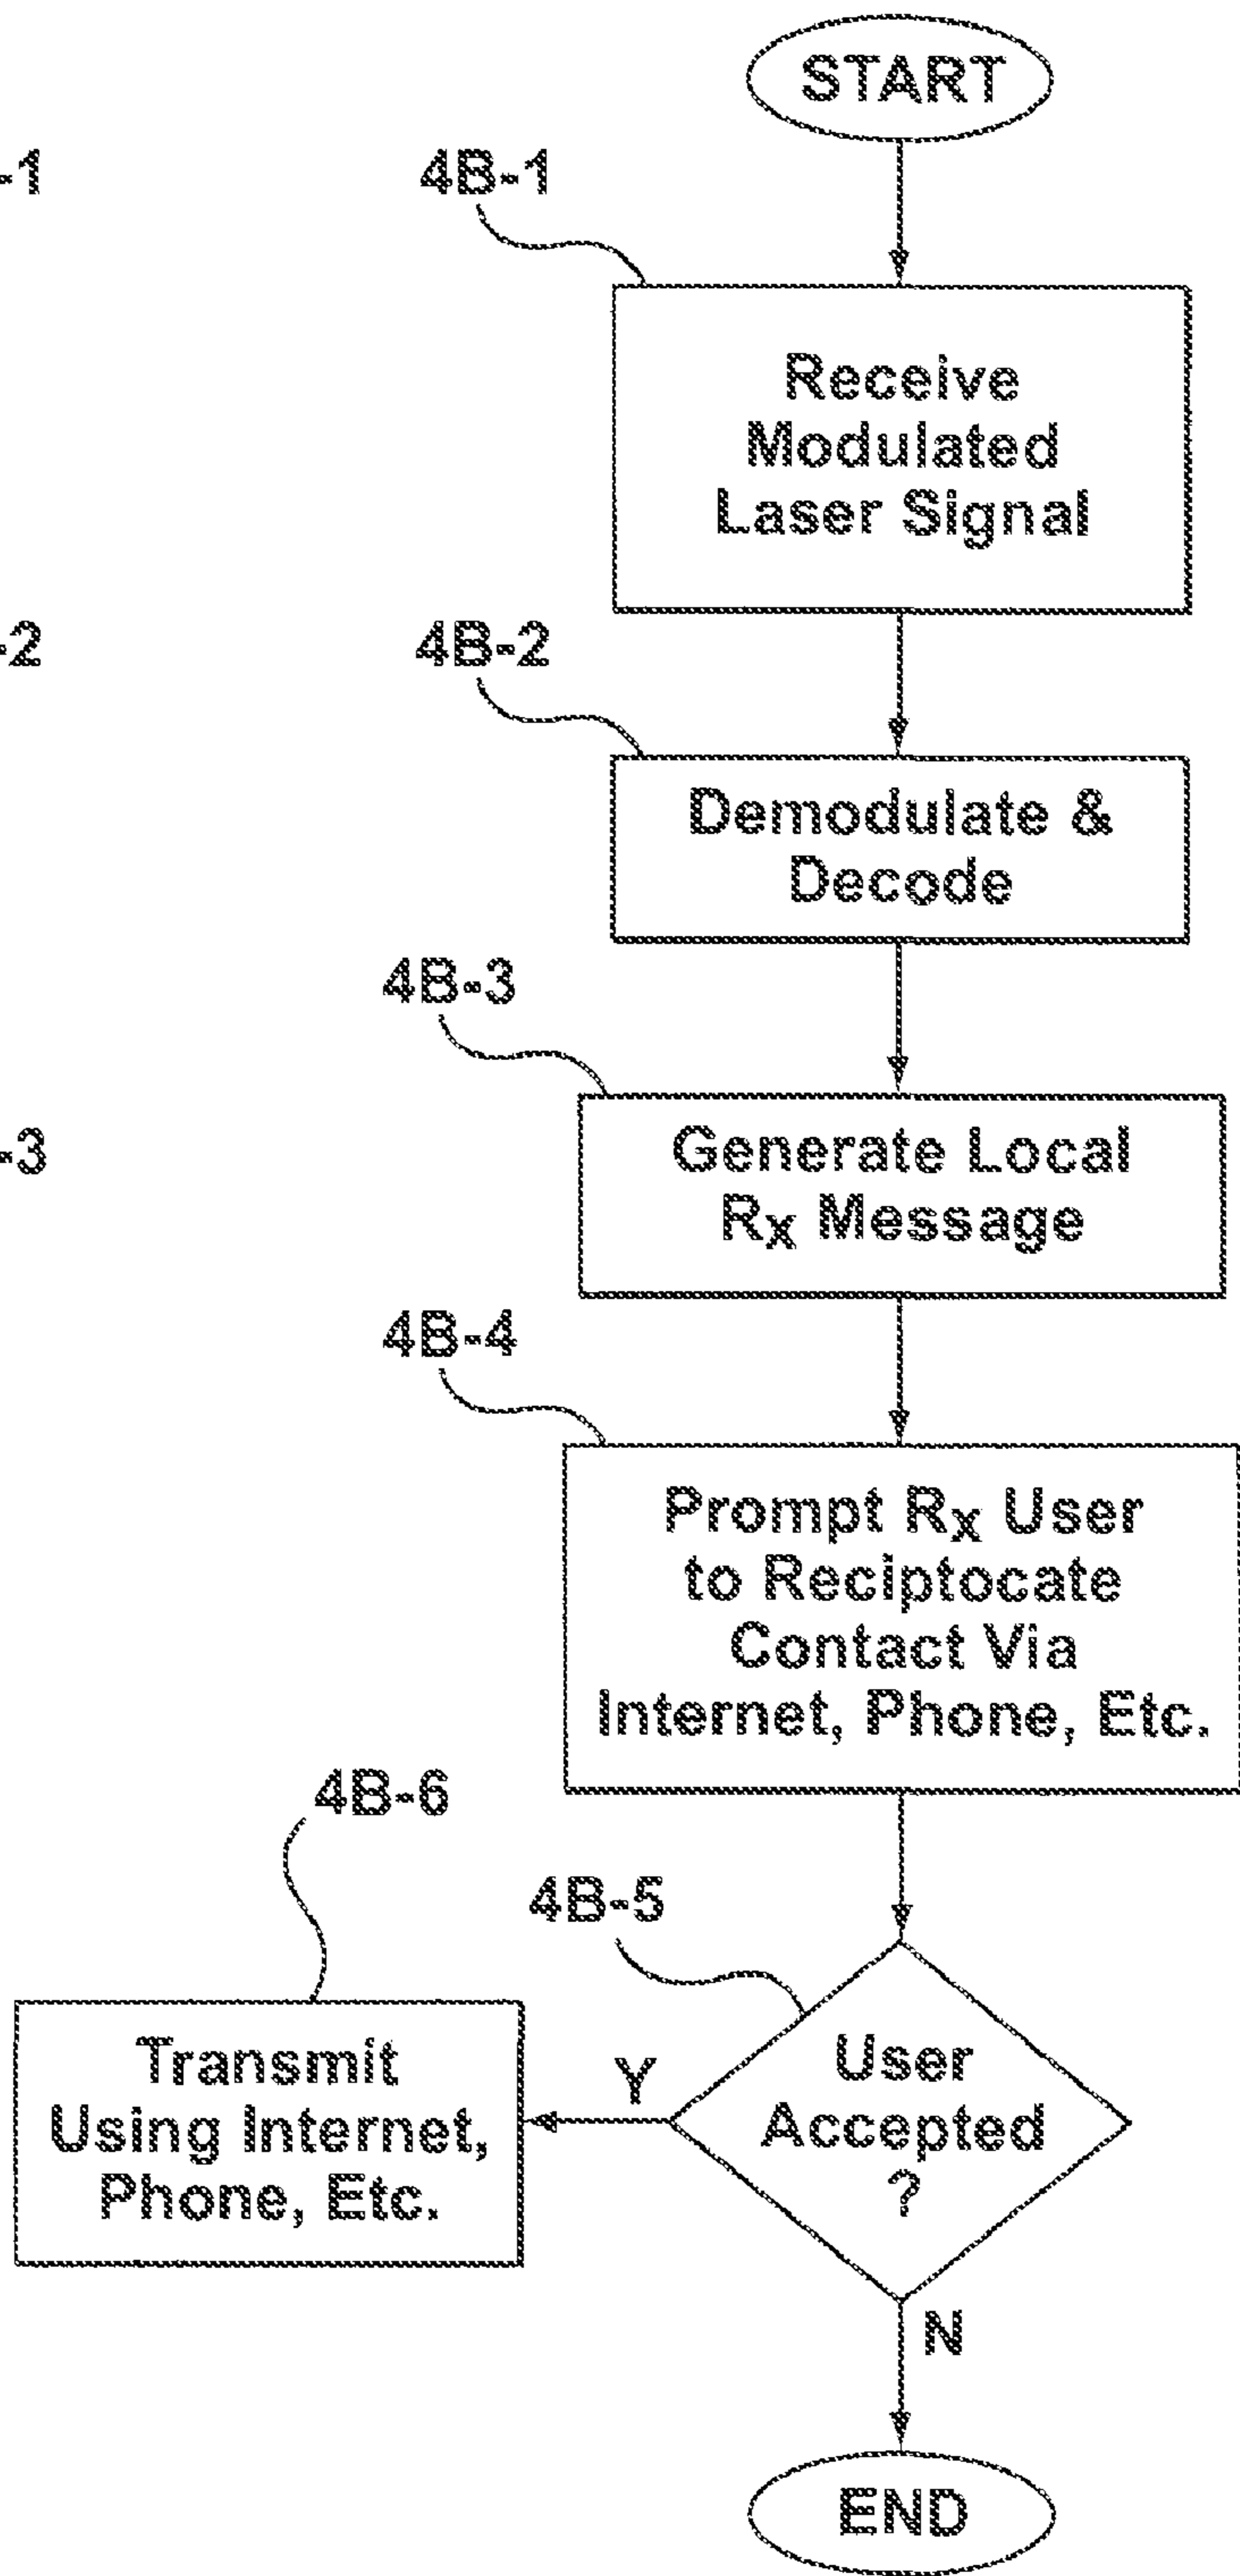 START
-1
4B-1
Receive
Modulated
Laser Signal
-2
4B-2
Demodulate &
Decode
4B-3
-3
Generate Local
Rx Message
4B-4
Prompt Rx User
to Reciptocate
Contact Via
Internet, Phone, Etc.
4B-6
4B-5
Transmit
Using Internet,
Phone, Etc.
Y
User
Accepted
?
N
END